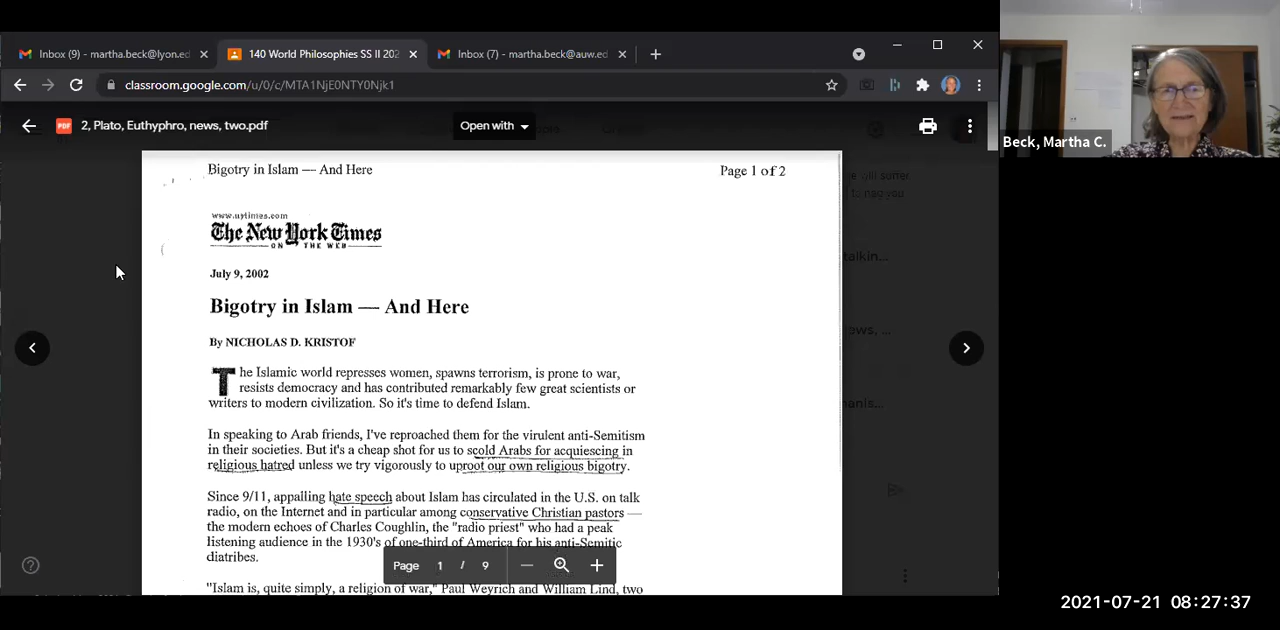 Inbox (9) - martha.beck@lyon.ed
140 World Philosophies SS II 202
Inbox (7) - martha.beck@auw.ed
classroom.google.com/u/0/c/MTA1NjE0NTY0Njk1
PDF
2, Plato, Euthyphro, news, two.pdf
Open with
Beck, Martha C.
Bigotry in Islam — And Here
Page 1 of 2
www.nytimes.com
The New York Times
ON THE WEB
July 9, 2002
Bigotry in Islam — And Here
By NICHOLAS D. KRISTOF
The Islamic world represses women, spawns terrorism, is prone to war,
resists democracy and has contributed remarkably few great scientists or
writers to modern civilization. So it's time to defend Islam.
In speaking to Arab friends, I've reproached them for the virulent anti-Semitism
in their societies. But it's a cheap shot for us to scold Arabs for acquiescing in
religious hatred unless we try vigorously to uproot our own religious bigotry.
Since 9/11, appalling hate speech about Islam has circulated in the U.S. on talk
radio, on the Internet and in particular among conservative Christian pastors —
the modern echoes of Charles Coughlin, the "radio priest" who had a peak
listening audience in the 1930's of one-third of America for his anti-Semitic
diatribes.
"Islam is, quite simply, a religion of war," Paul Weyrich and William Lind, two
Page 1 / 9
talkin...
aws, ...
anis...
2021-07-21 08:27:37